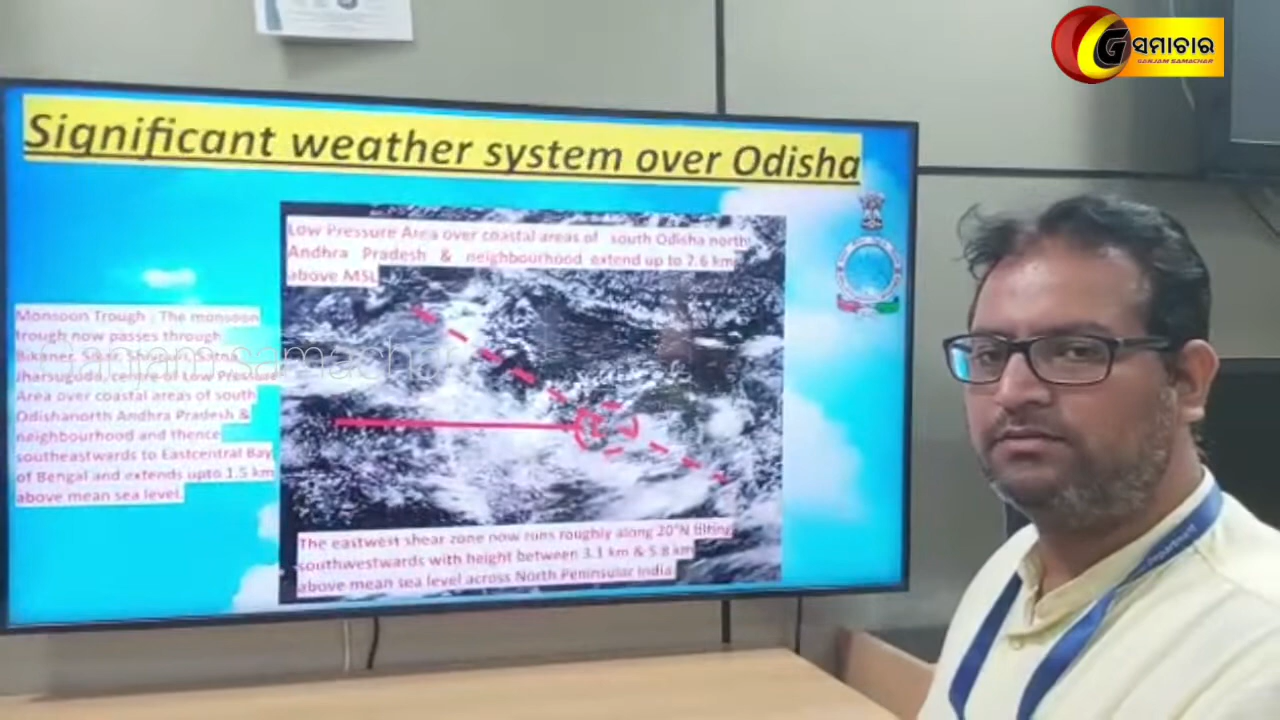 ସମାଚାର
GANJAM SAMACHAR
Significant weather system over Odisha
Low Pressure Area over coastal areas of south Odisha north
Andhra Pradesh & neighbourhood extend up to 7.6 km
above MSL
Monsoon Trough : The monsoon
trough now passes through
Bikaner,
Jharsuguda, centre of Low Pressure
Area over coastal areas of south
Odishanorth Andhra Pradesh &
neighbourhood and thence
southeastwards to Eastcentral Bay
of Bengal and extends upto 1.5 km
above mean sea level.
ganjam samachar
The eastwest shear zone now runs roughly along 20°N tilting
southwestwards with height between 3.1 km & 5.8 km
above mean sea level across North Peninsular India